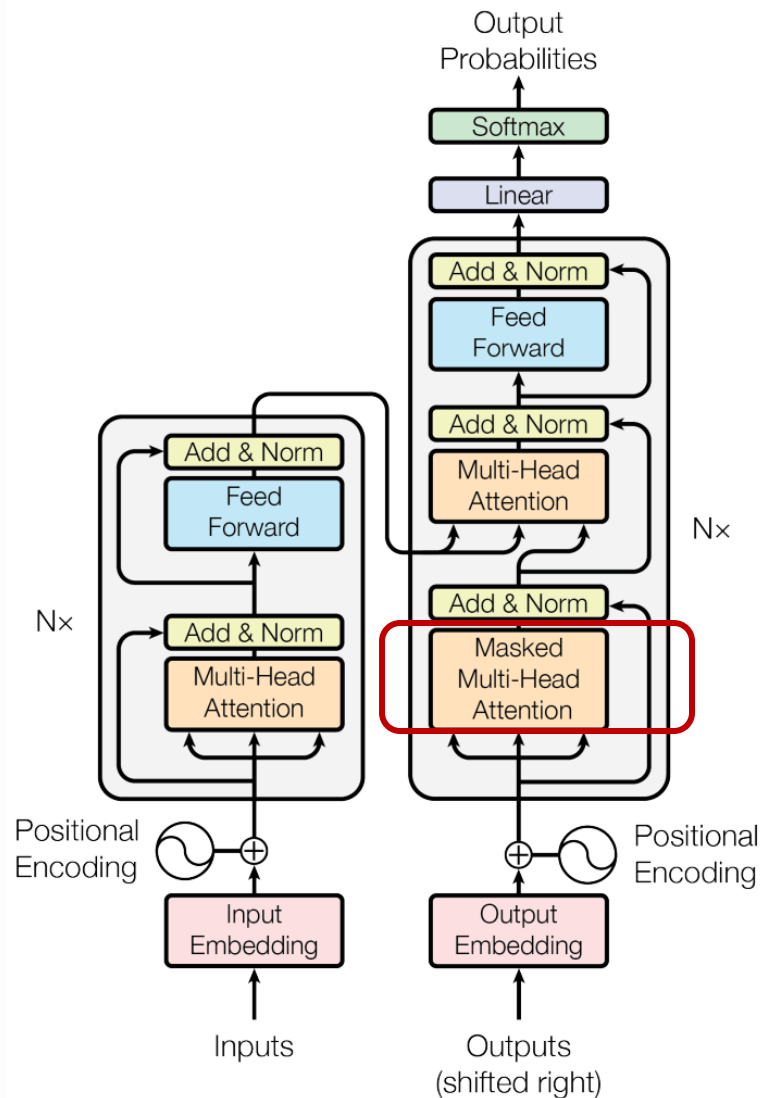 Output
Probabilities
Softmax
Linear
Add & Norm
Feed
Forward
Add & Norm
Multi-Head
Attention
Add & Norm
Masked
Multi-Head
Attention
Nx
Add & Norm
Feed
Forward
Add & Norm
Multi-Head
Attention
Nx
Positional
Encoding
Positional
Encoding
Input
Embedding
Output
Embedding
Inputs
Outputs
(shifted right)